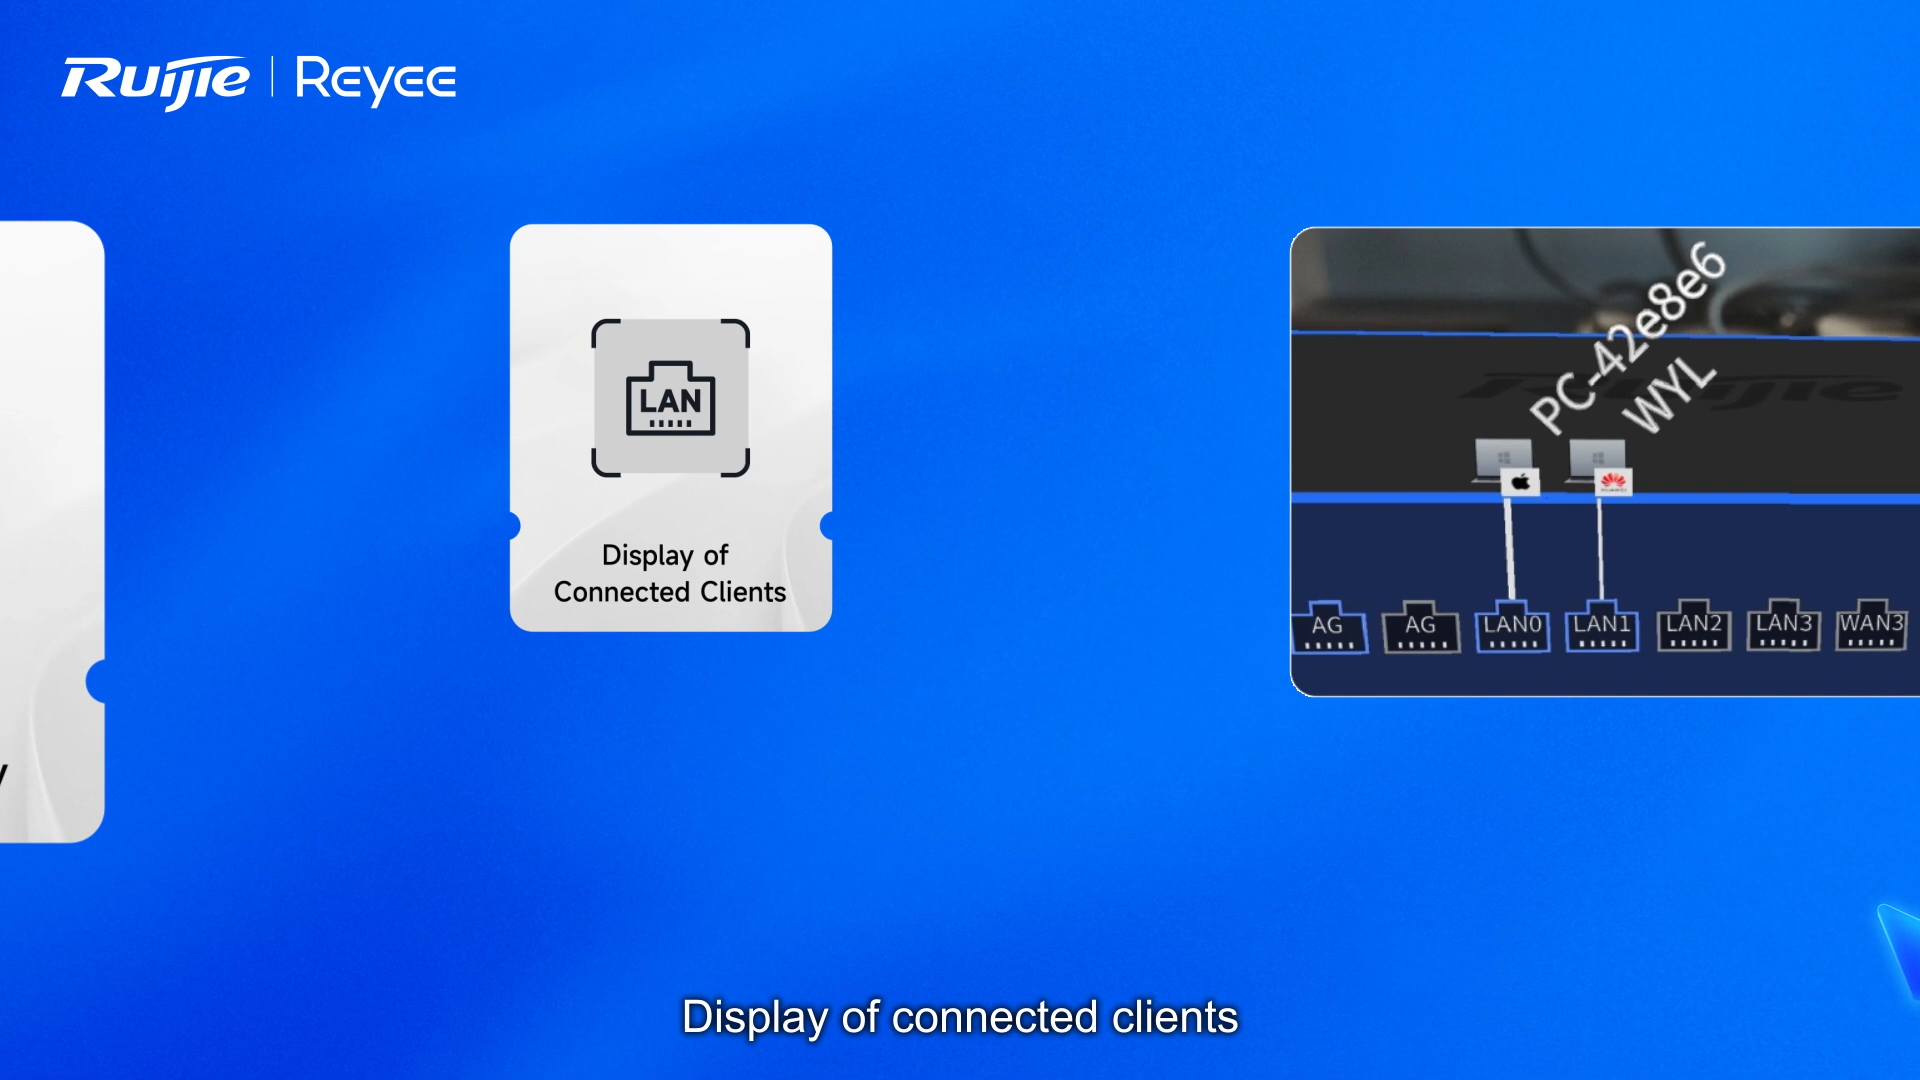 Ruijie | Reyee
LAN
Display of
Connected Clients
PC-42e8e6
WYL
Ruijie
AG
AG
LAN0
LAN1
LAN2
LAN3
WAN3
Display of connected clients